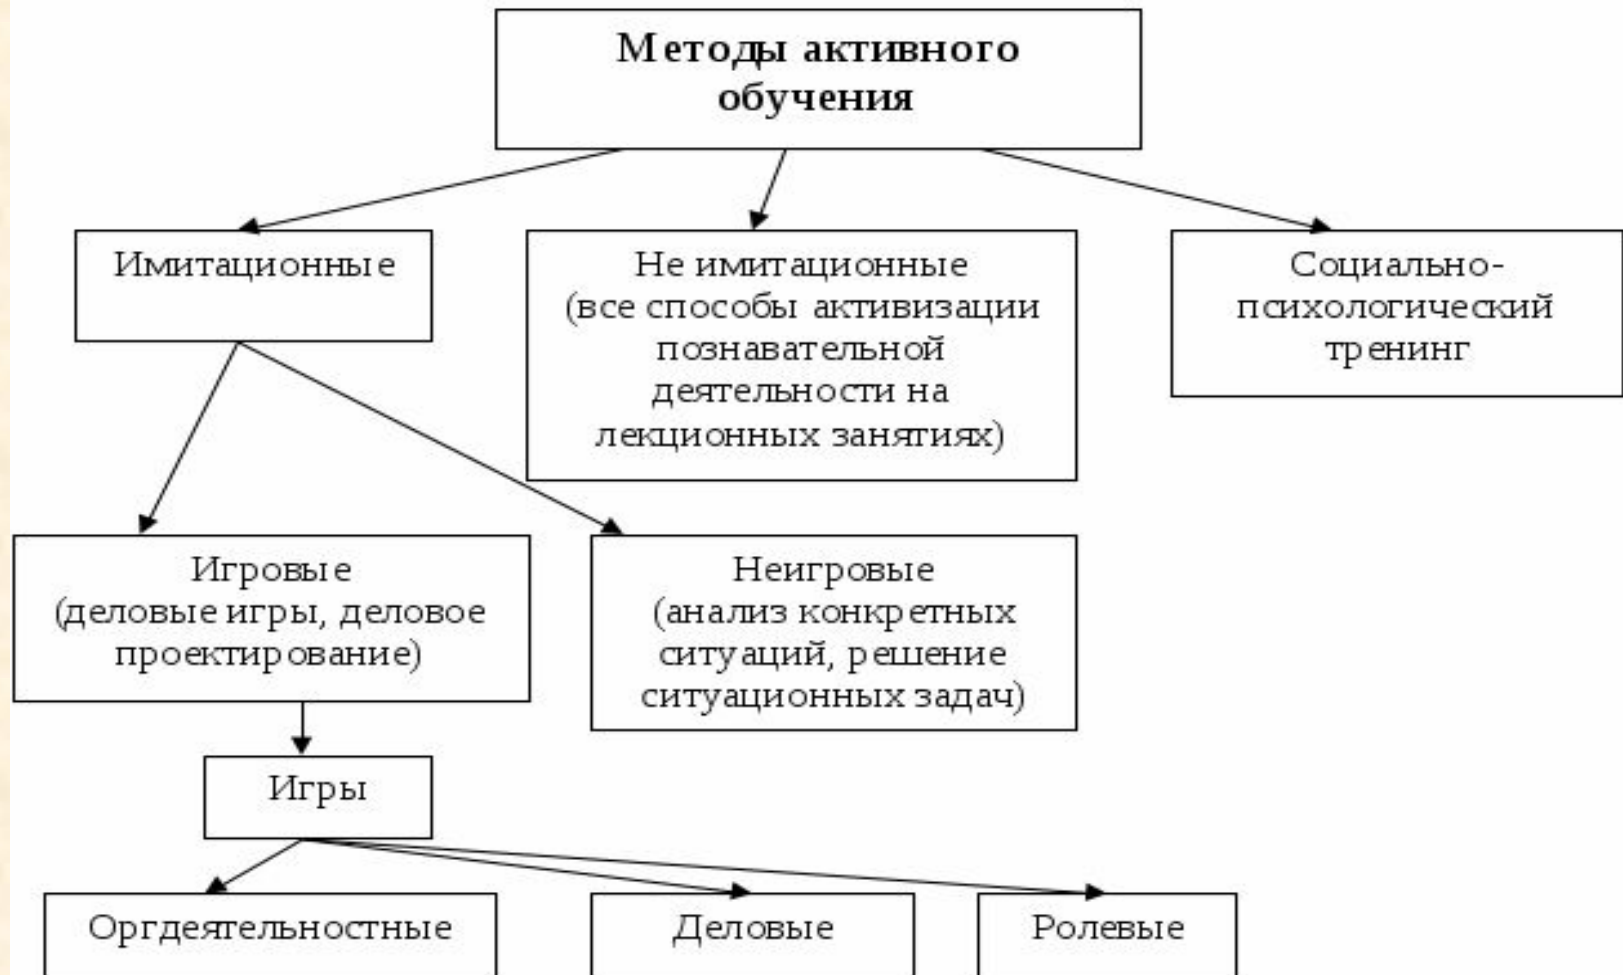 Методы активного
обучения
Имитационные
Не имитационные
(все способы активизации
познавательной
деятельности на
лекционных занятиях)
Социально-
психологический
тренинг
Игровые
(деловые игры, деловое
проектирование)
Неигровые
(анализ конкретных
ситуаций, решение
ситуационных задач)
Игры
Оргдеятельностные
Деловые
Ролевые